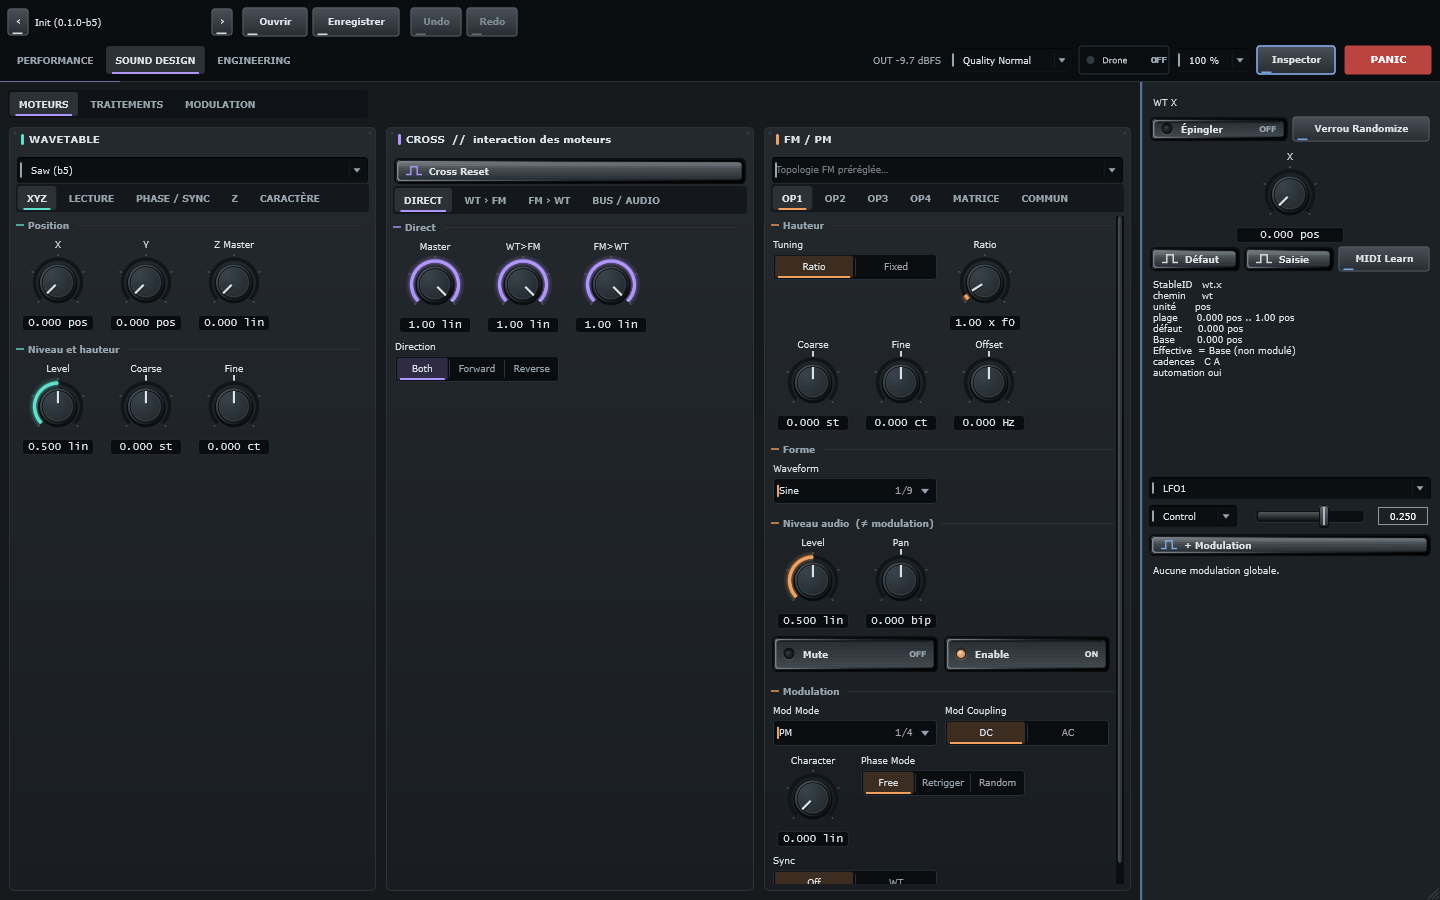 ‹ Init (0.1.0-b5) › Ouvrir Enregistrer Undo Redo
PERFORMANCE SOUND DESIGN ENGINEERING OUT -9.7 dBFS Quality Normal Drone OFF 100 % Inspector PANIC
MOTEURS TRAITEMENTS MODULATION
WAVETABLE
Saw (b5)
XYZ LECTURE PHASE / SYNC Z CARACTÈRE
Position
X Y Z Master
0.000 pos 0.000 pos 0.000 lin
Niveau et hauteur
Level Coarse Fine
0.500 lin 0.000 st 0.000 ct
CROSS // interaction des moteurs
Cross Reset
DIRECT WT › FM FM › WT BUS / AUDIO
Direct
Master WT>FM FM>WT
1.00 lin 1.00 lin 1.00 lin
Direction
Both Forward Reverse
FM / PM
Topologie FM préréglée...
OP1 OP2 OP3 OP4 MATRICE COMMUN
Hauteur
Tuning Ratio
Ratio Fixed
1.00 x f0
Coarse Fine Offset
0.000 st 0.000 ct 0.000 Hz
Forme
Waveform
Sine 1/9
Niveau audio (≠ modulation)
Level Pan
0.500 lin 0.000 bip
Mute OFF Enable ON
Modulation
Mod Mode Mod Coupling
PM 1/4 DC AC
Character Phase Mode
Free Retrigger Random
0.000 lin
Sync
Off WT
WT X
Épingler OFF Verrou Randomize
X
0.000 pos
Défaut Saisie MIDI Learn
StableID wt.x
chemin wt
unité pos
plage 0.000 pos .. 1.00 pos
défaut 0.000 pos
Base 0.000 pos
Effective = Base (non modulé)
cadences C A
automation oui
LFO1
Control 0.250
+ Modulation
Aucune modulation globale.